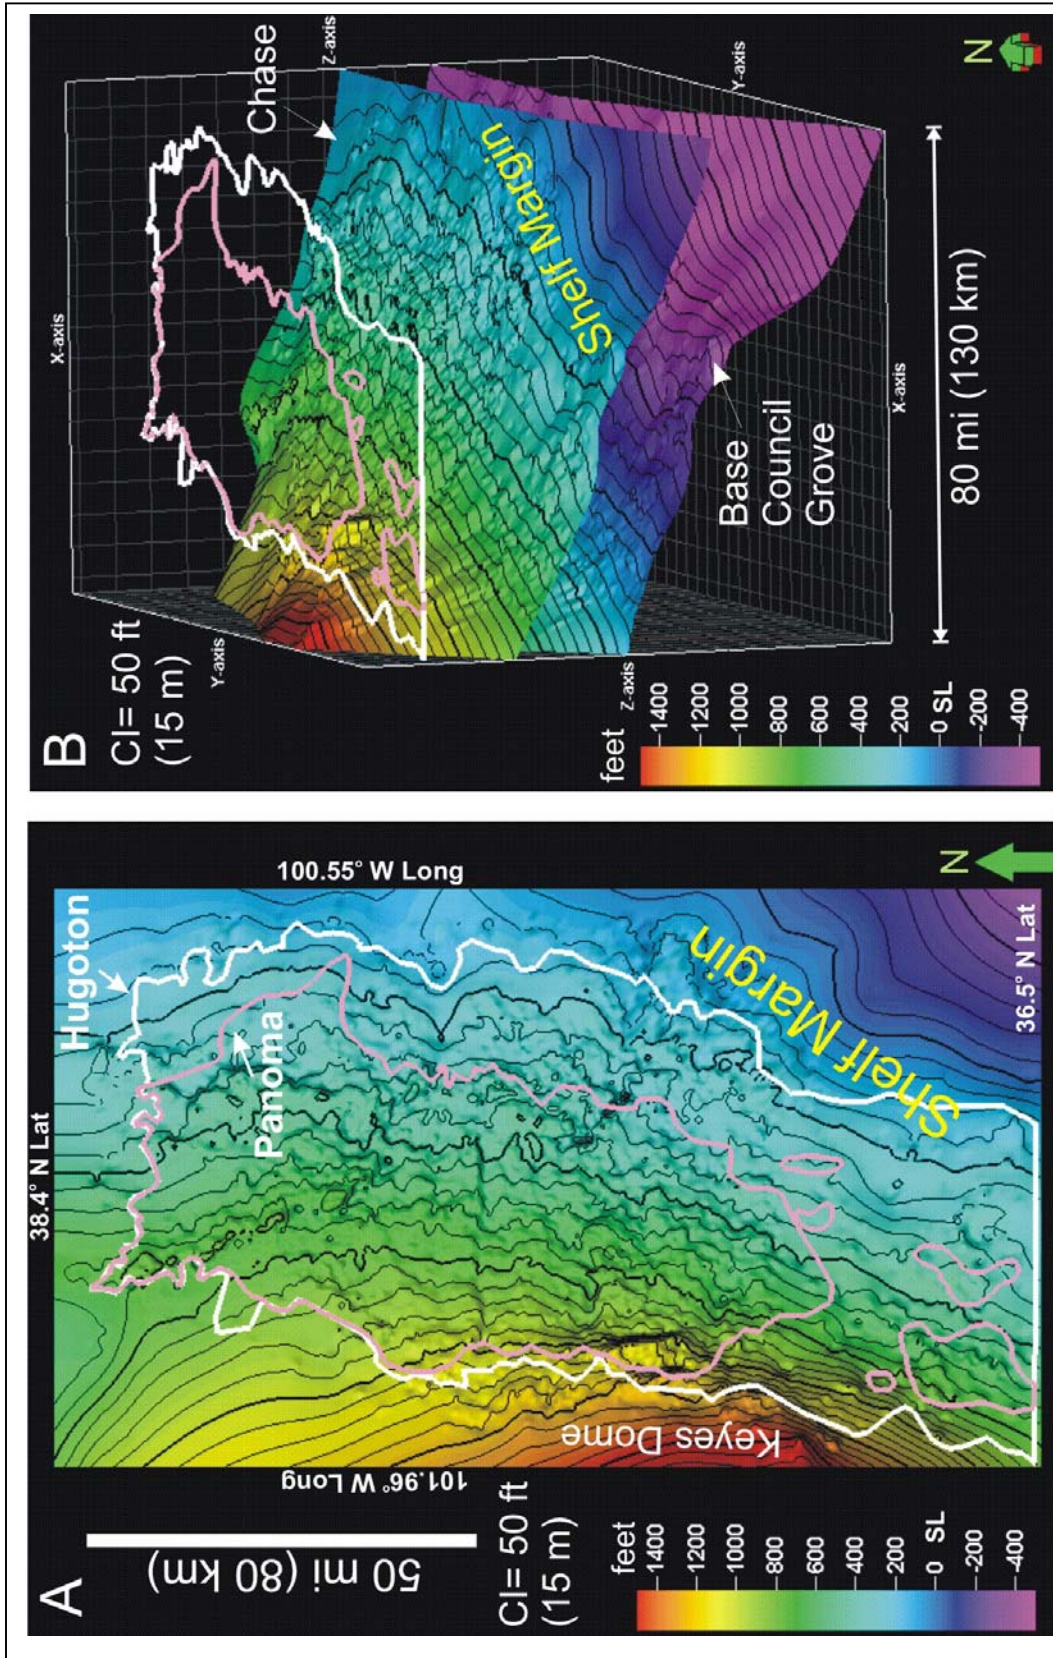 A
50 mi (80 km)
CI= 50 ft
(15 m)
feet
1400
1200
1000
800
600
400
200
0 SL
-200
-400
38.4° N Lat
101.96° W Long
100.55° W Long
36.5° N Lat
Hugoton
Panoma
Keyes Dome
Shelf Margin
N
B
CI= 50 ft
(15 m)
feet
1400
1200
1000
800
600
400
200
0 SL
-200
-400
X-axis
Y-axis
Z-axis
Chase
Shelf Margin
Base
Council
Grove
Z-axis
Y-axis
X-axis
80 mi (130 km)
N